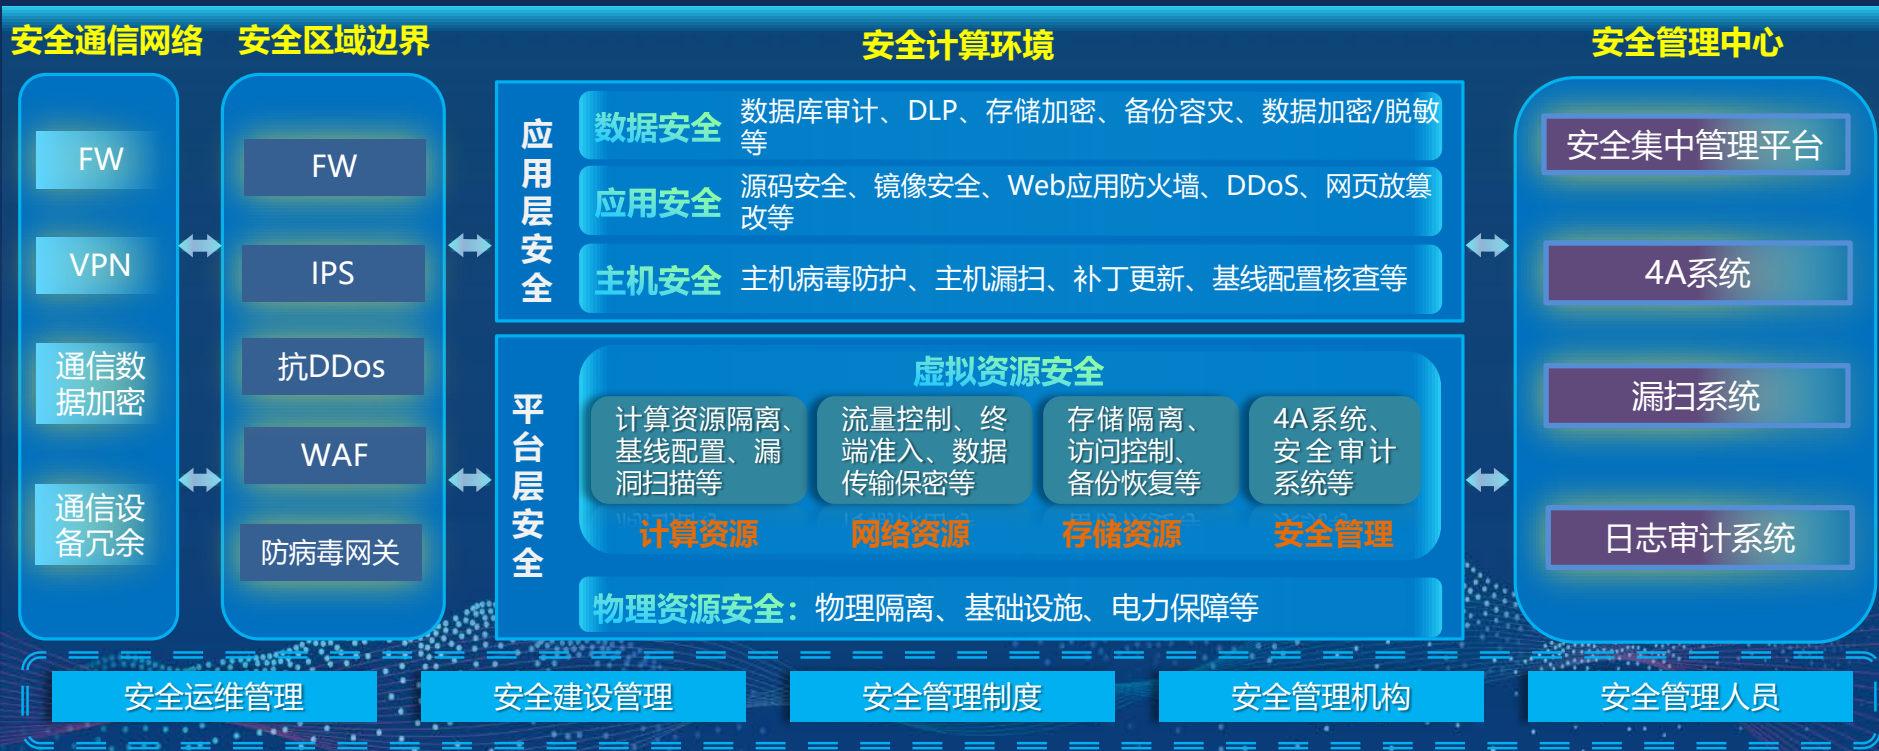 安全通信网络
安全区域边界
安全计算环境
安全管理中心
FW
VPN
通信数
据加密
通信设
备冗余
FW
IPS
抗DDos
WAF
防病毒网关
应用层安全
数据安全
数据库审计、DLP、存储加密、备份容灾、数据加密/脱敏
等
应用安全
源码安全、镜像安全、Web应用防火墙、DDoS、网页放篡
改等
主机安全
主机病毒防护、主机漏扫、补丁更新、基线配置核查等
平台层安全
虚拟资源安全
计算资源隔离、
基线配置、漏
洞扫描等
计算资源
流量控制、终
端准入、数据
传输保密等
网络资源
存储隔离、
访问控制、
备份恢复等
存储资源
4A系统、
安全审计
系统等
安全管理
物理资源安全：物理隔离、基础设施、电力保障等
安全集中管理平台
4A系统
漏扫系统
日志审计系统
安全运维管理
安全建设管理
安全管理制度
安全管理机构
安全管理人员